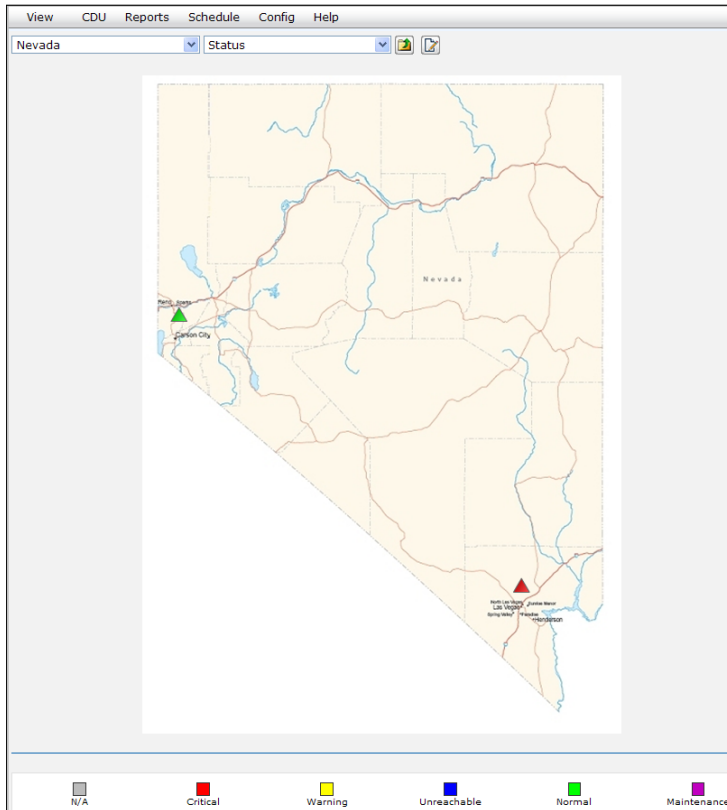 View CDU Reports Schedule Config Help
Nevada Status
Nevada
Reno Sparks
Carson City
North Las Vegas Sunrise Manor
Las Vegas
Spring Valley Paradise
Henderson
N/A Critical Warning Unreachable Normal Maintenance